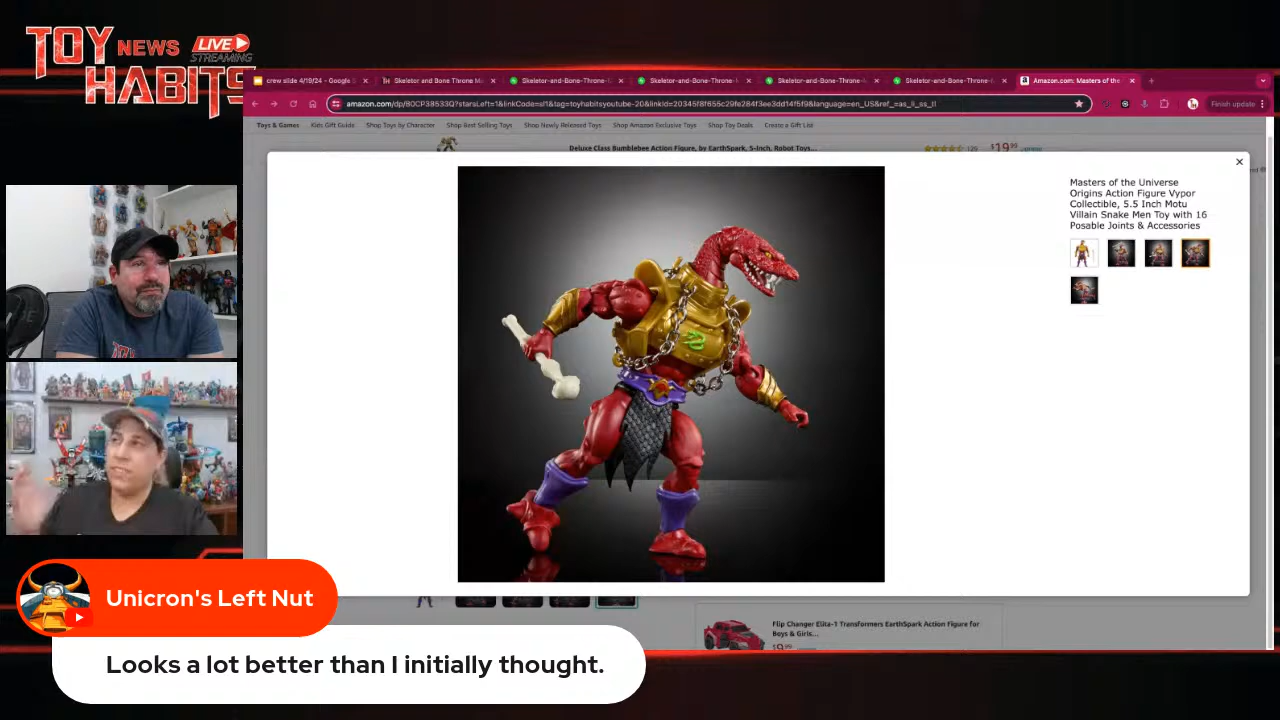 TOY NEWS LIVE
STREAMING
HABITS
crew slide 4/19/24 - Google S
Skeletor and Bone Throne M
Skeletor-and-Bone-Throne-
Skeletor-and-Bone-Throne-
Skeletor-and-Bone-Throne-
Skeletor-and-Bone-Throne-
Amazon.com: Masters of the
Finish update
Toys & Games
Kids Gift Guide
Shop Toys by Character
Shop Best Selling Toys
Shop Newly Released Toys
Shop Amazon Exclusive Toys
Shop Toy Deals
Create a Gift List
Deluxe Class Bumblebee Action Figure, by EarthSpark, 5-Inch, Robot Toys...
129
$19.99
Masters of the Universe
Origins Action Figure Vypor
Collectible, 5.5 Inch Motu
Villain Snake Men Toy with 16
Posable Joints & Accessories
Flip Changer Elita-1 Transformers EarthSpark Action Figure for
Boys & Girls...
Unicron's Left Nut
Looks a lot better than I initially thought.